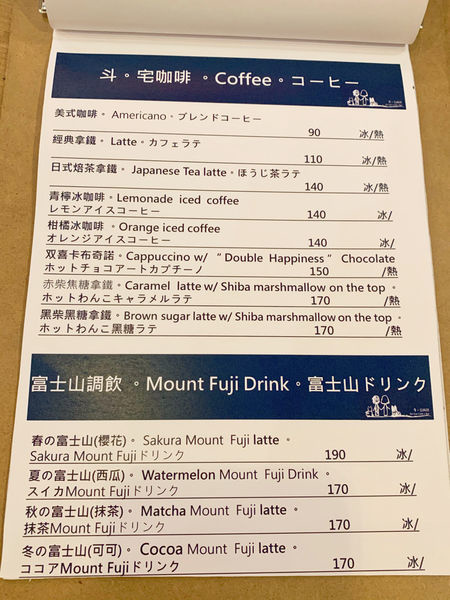 斗。宅咖啡 。Coffee。コーヒー
美式咖啡。 Americano。ブレンドコーヒー
90 冰/熱
經典拿鐵。 Latte。カフェラテ
110 冰/熱
日式焙茶拿鐵。 Japanese Tea latte。ほうじ茶ラテ
140 冰/熱
青檸冰咖啡。Lemonade iced coffee
レモンアイスコーヒー 140 冰/
柑橘冰咖啡 。Orange iced coffee
オレンジアイスコーヒー 140 冰/
双喜卡布奇諾。Cappuccino w/ “ Double Happiness ” Chocolate
ホットチョコアートカプチーノ 150 /熱
赤柴焦糖拿鐵。Caramel latte w/ Shiba marshmallow on the top。
ホットわんこキャラメルラテ 170 /熱
黑柴黑糖拿鐵。Brown sugar latte w/ Shiba marshmallow on the top。
ホットわんこ黑糖ラテ 170 /熱
富士山調飲 。Mount Fuji Drink。富士山ドリンク
春の富士山(櫻花)。 Sakura Mount Fuji latte 。
Sakura Mount Fujiドリンク 190 冰/
夏の富士山(西瓜)。 Watermelon Mount Fuji Drink 。
スイカMount Fujiドリンク 170 冰/
秋の富士山(抹茶)。 Matcha Mount Fuji latte 。
抹茶Mount Fujiドリンク 170 冰/
冬の富士山(可可)。 Cocoa Mount Fuji latte 。
ココアMount Fujiドリンク 170 冰/